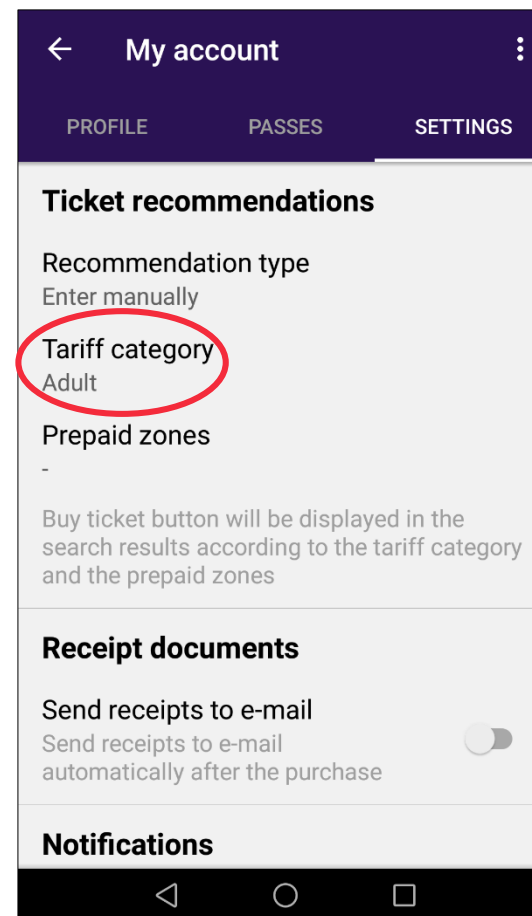 My account
PROFILE PASSES SETTINGS
Ticket recommendations
Recommendation type
Enter manually
Tariff category
Adult
Prepaid zones
-
Buy ticket button will be displayed in the
search results according to the tariff category
and the prepaid zones
Receipt documents
Send receipts to e-mail
Send receipts to e-mail
automatically after the purchase
Notifications